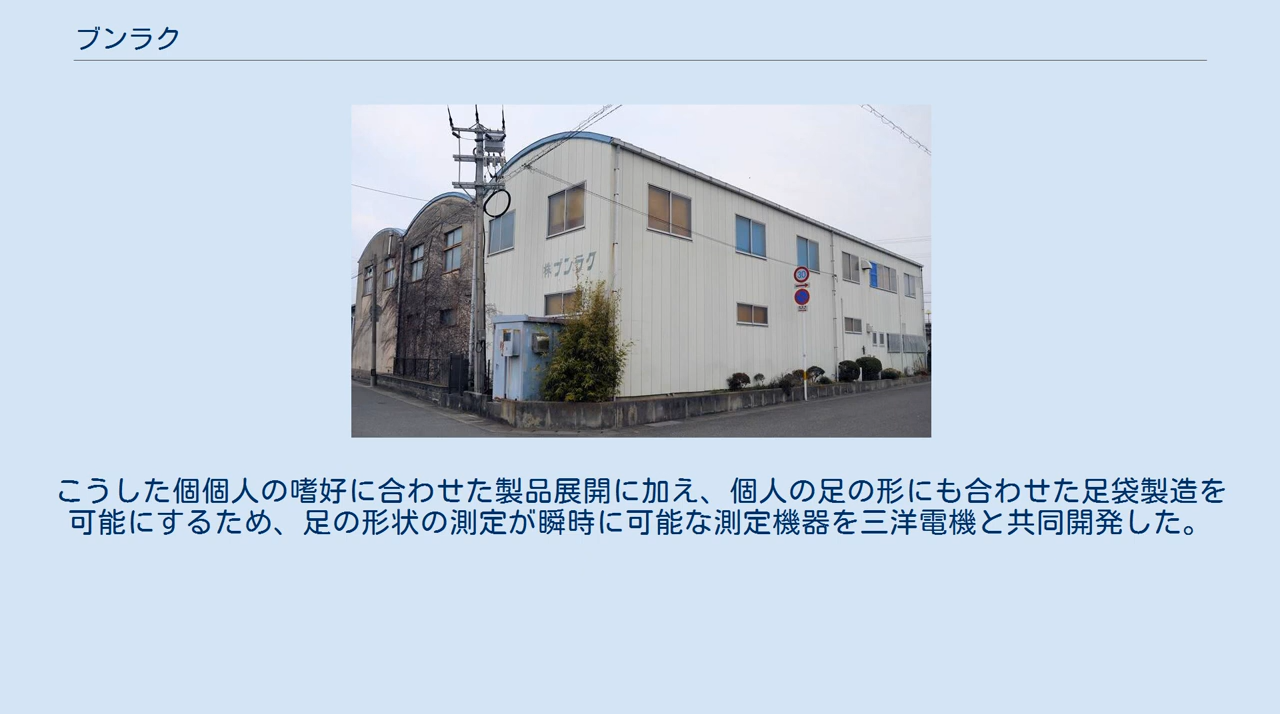 ブンラク
㈱ブンラク
30
こうした個個人の嗜好に合わせた製品展開に加え、個人の足の形にも合わせた足袋製造を
可能にするため、足の形状の測定が瞬時に可能な測定機器を三洋電機と共同開発した。